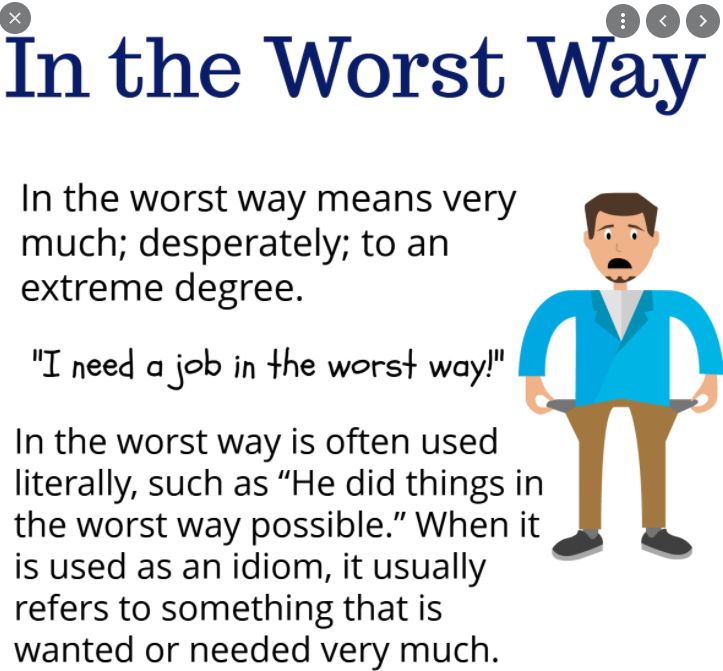 In the Worst Way
In the worst way means very
much; desperately; to an
extreme degree.
"I need a job in the worst way!"
In the worst way is often used
literally, such as “He did things in
the worst way possible.” When it
is used as an idiom, it usually
refers to something that is
wanted or needed very much.